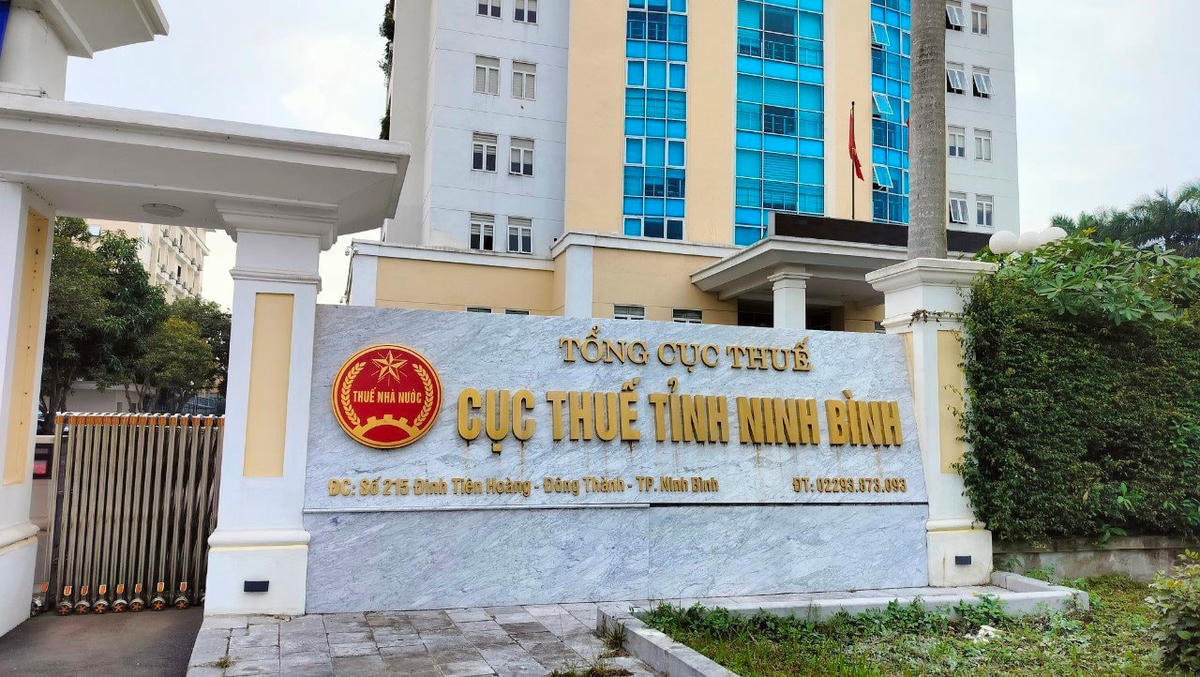 TỔNG CỤC THUẾ
THUẾ NHÀ NƯỚC
CỤC THUẾ TỈNH NINH BÌNH
ĐC: Số 215 Đinh Tiên Hoàng - Đông Thành - TP. Ninh Bình
ĐT: 02293.873.093